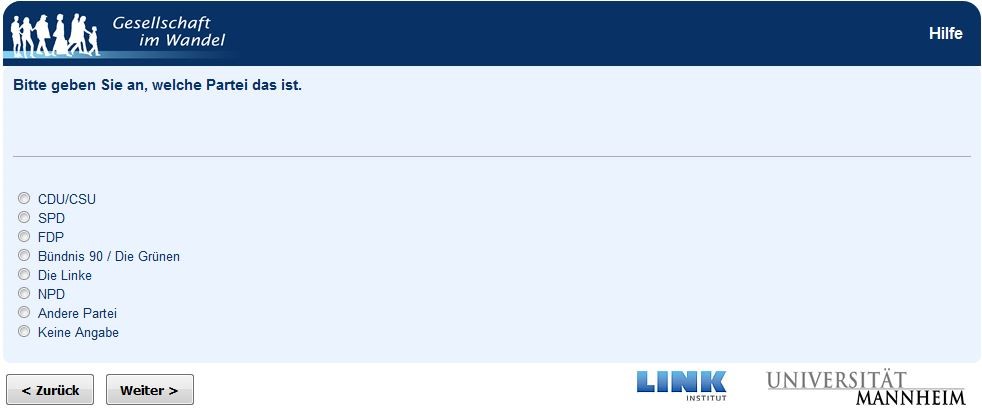 Gesellschaft
im Wandel
Hilfe
Bitte geben Sie an, welche Partei das ist.
CDU/CSU
SPD
FDP
Bündnis 90 / Die Grünen
Die Linke
NPD
Andere Partei
Keine Angabe
< Zurück
Weiter >
LINK
INSTITUT
UNIVERSITÄT
MANNHEIM